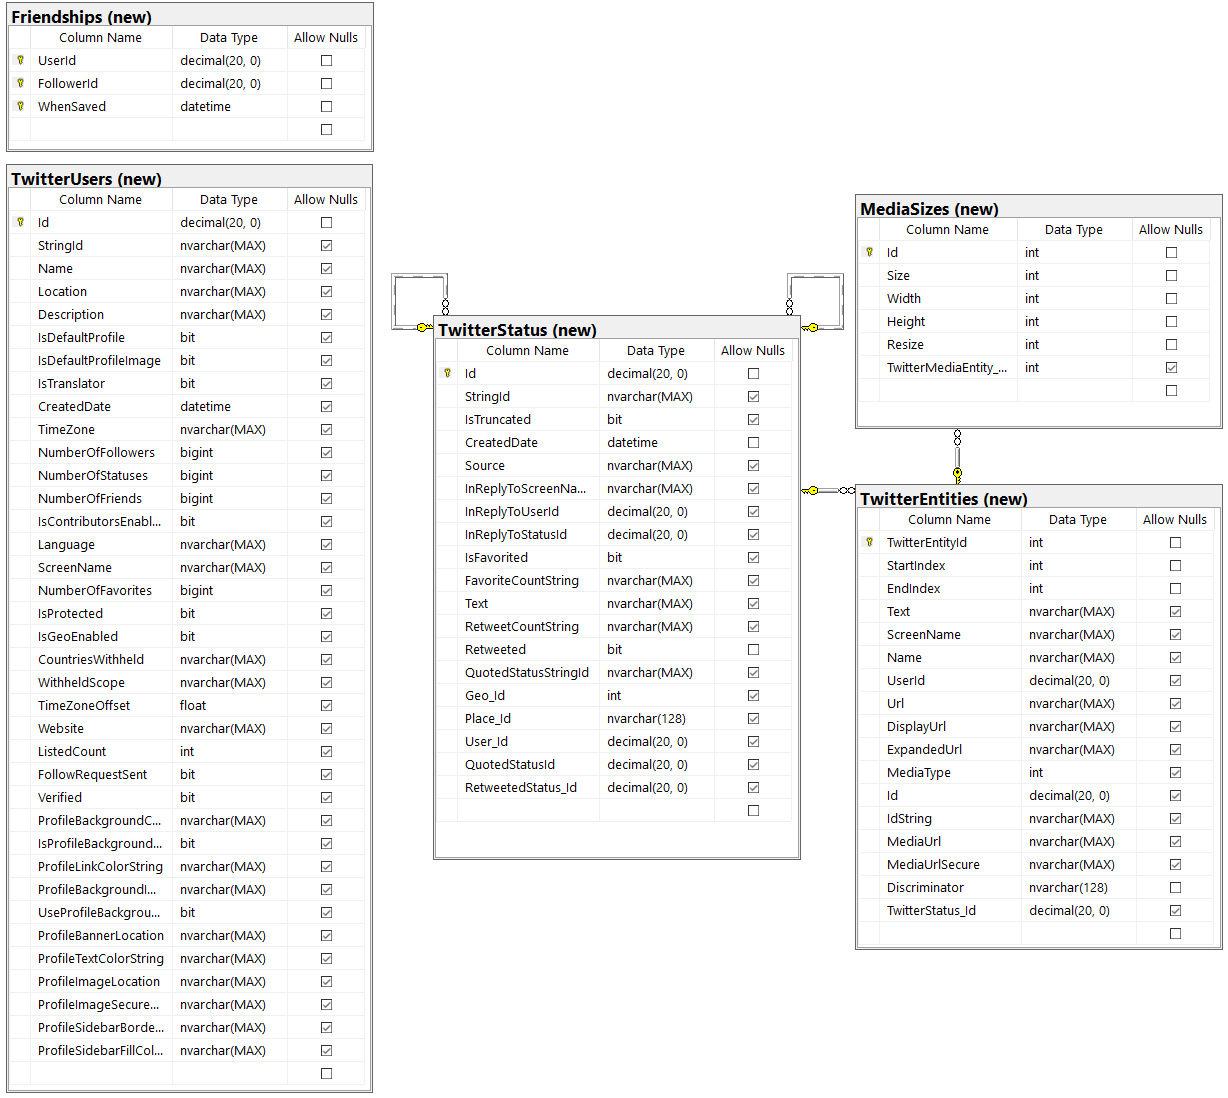 Friendships (new)
Column Name Data Type Allow Nulls
UserId decimal(20, 0)
FollowerId decimal(20, 0)
WhenSaved datetime
TwitterUsers (new)
Column Name Data Type Allow Nulls
Id decimal(20, 0)
StringId nvarchar(MAX)
Name nvarchar(MAX)
Location nvarchar(MAX)
Description nvarchar(MAX)
IsDefaultProfile bit
IsDefaultProfileImage bit
IsTranslator bit
CreatedDate datetime
TimeZone nvarchar(MAX)
NumberOfFollowers bigint
NumberOfStatuses bigint
NumberOfFriends bigint
IsContributorsEnabl... bit
Language nvarchar(MAX)
ScreenName nvarchar(MAX)
NumberOfFavorites bigint
IsProtected bit
IsGeoEnabled bit
CountriesWithheld nvarchar(MAX)
WithheldScope nvarchar(MAX)
TimeZoneOffset float
Website nvarchar(MAX)
ListedCount int
FollowRequestSent bit
Verified bit
ProfileBackgroundC... nvarchar(MAX)
IsProfileBackground... bit
ProfileLinkColorString nvarchar(MAX)
ProfileBackgroundI... nvarchar(MAX)
UseProfileBackgrou... bit
ProfileBannerLocation nvarchar(MAX)
ProfileTextColorString nvarchar(MAX)
ProfileImageLocation nvarchar(MAX)
ProfileImageSecure... nvarchar(MAX)
ProfileSidebarBorde... nvarchar(MAX)
ProfileSidebarFillCol... nvarchar(MAX)
TwitterStatus (new)
Column Name Data Type Allow Nulls
Id decimal(20, 0)
StringId nvarchar(MAX)
IsTruncated bit
CreatedDate datetime
Source nvarchar(MAX)
InReplyToScreenNa... nvarchar(MAX)
InReplyToUserId decimal(20, 0)
InReplyToStatusId decimal(20, 0)
IsFavorited bit
FavoriteCountString nvarchar(MAX)
Text nvarchar(MAX)
RetweetCountString nvarchar(MAX)
Retweeted bit
QuotedStatusStringId nvarchar(MAX)
Geo_Id int
Place_Id nvarchar(128)
User_Id decimal(20, 0)
QuotedStatusId decimal(20, 0)
RetweetedStatus_Id decimal(20, 0)
MediaSizes (new)
Column Name Data Type Allow Nulls
Id int
Size int
Width int
Height int
Resize int
TwitterMediaEntity_... int
TwitterEntities (new)
Column Name Data Type Allow Nulls
TwitterEntityId int
StartIndex int
EndIndex int
Text nvarchar(MAX)
ScreenName nvarchar(MAX)
Name nvarchar(MAX)
UserId decimal(20, 0)
Url nvarchar(MAX)
DisplayUrl nvarchar(MAX)
ExpandedUrl nvarchar(MAX)
MediaType int
Id decimal(20, 0)
IdString nvarchar(MAX)
MediaUrl nvarchar(MAX)
MediaUrlSecure nvarchar(MAX)
Discriminator nvarchar(128)
TwitterStatus_Id decimal(20, 0)